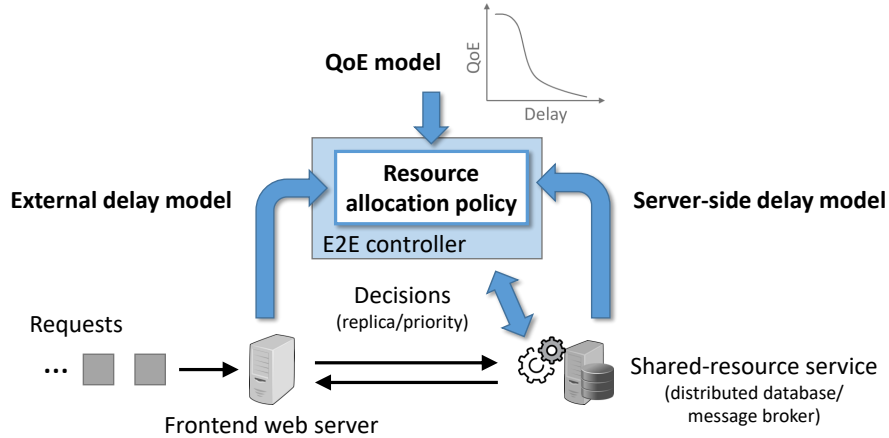 QoE model
QoE
Delay
Resource
allocation policy
E2E controller
External delay model
Server-side delay model
Decisions
(replica/priority)
Requests
...
Frontend web server
Shared-resource service
(distributed database/
message broker)